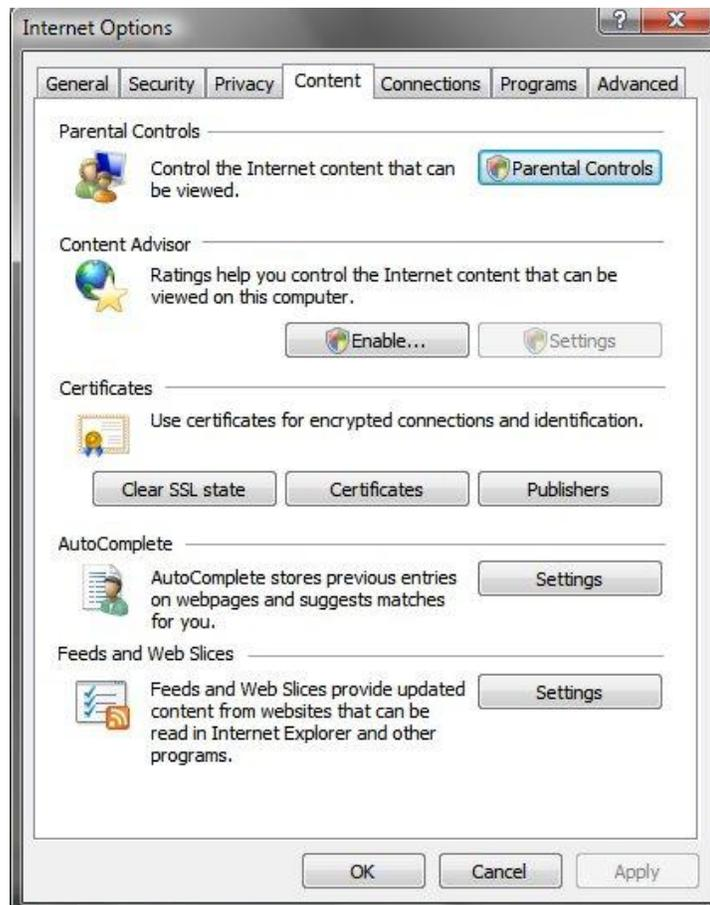 Internet Options
General Security Privacy Content Connections Programs Advanced
Parental Controls
Control the Internet content that can
be viewed.
Parental Controls
Content Advisor
Ratings help you control the Internet content that can be
viewed on this computer.
Enable...
Settings
Certificates
Use certificates for encrypted connections and identification.
Clear SSL state
Certificates
Publishers
AutoComplete
AutoComplete stores previous entries
on webpages and suggests matches
for you.
Settings
Feeds and Web Slices
Feeds and Web Slices provide updated
content from websites that can be
read in Internet Explorer and other
programs.
Settings
OK
Cancel
Apply